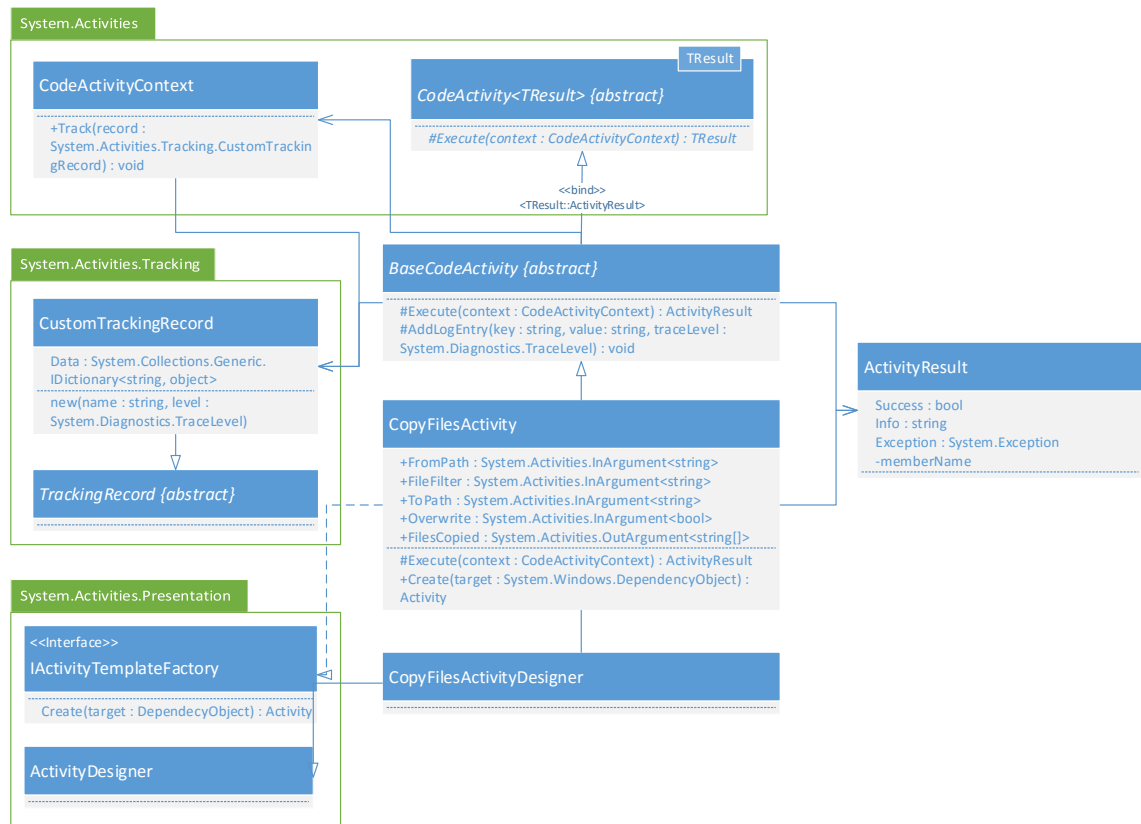 System.Activities
CodeActivityContext
+Track(record :
System.Activities.Tracking.CustomTrackin
gRecord) : void
TResult
CodeActivity<TResult> {abstract}
#Execute(context : CodeActivityContext) : TResult
<<bind>>
<TResult::ActivityResult>
System.Activities.Tracking
CustomTrackingRecord
Data : System.Collections.Generic.
IDictionary<string, object>
new(name : string, level :
System.Diagnostics.TraceLevel)
TrackingRecord {abstract}
BaseCodeActivity {abstract}
#Execute(context : CodeActivityContext) : ActivityResult
#AddLogEntry(key : string, value: string, traceLevel :
System.Diagnostics.TraceLevel) : void
ActivityResult
Success : bool
Info : string
Exception : System.Exception
-memberName
CopyFilesActivity
+FromPath : System.Activities.InArgument<string>
+FileFilter : System.Activities.InArgument<string>
+ToPath : System.Activities.InArgument<string>
+Overwrite : System.Activities.InArgument<bool>
+FilesCopied : System.Activities.OutArgument<string[]>
#Execute(context : CodeActivityContext) : ActivityResult
+Create(target : System.Windows.DependencyObject) :
Activity
System.Activities.Presentation
<<Interface>>
IActivityTemplateFactory
Create(target : DependecyObject) : Activity
ActivityDesigner
CopyFilesActivityDesigner